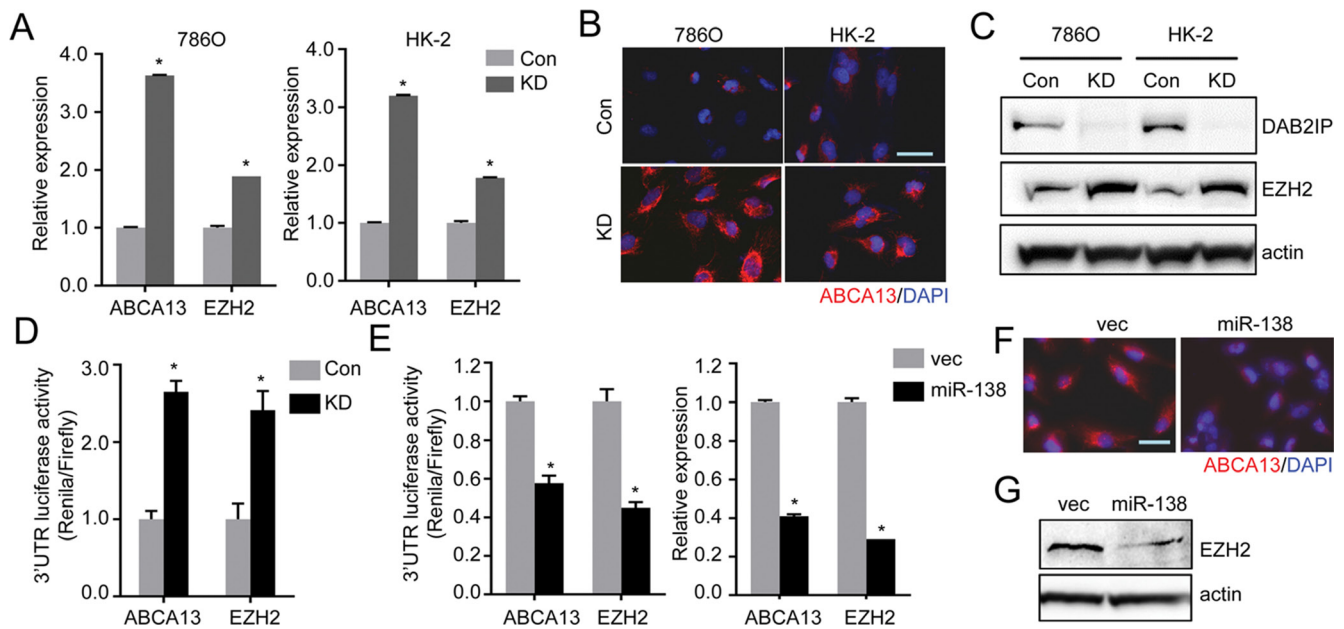 A
786O
HK-2
Con
KD
Relative expression
4.0
3.0
2.0
1.0
0.0
*
*
ABCA13 EZH2
Relative expression
4.0
3.0
2.0
1.0
0.0
*
*
ABCA13 EZH2
B
786O HK-2
Con
KD
ABCA13/DAPI
C
786O HK-2
Con KD Con KD
DAB2IP
EZH2
actin
D
Con
KD
3'UTR luciferase activity
(Renilla/Firefly)
3.0
2.0
1.0
0.0
*
*
ABCA13 EZH2
E
vec
miR-138
3'UTR luciferase activity
(Renila/Firefly)
1.2
1.0
0.8
0.6
0.4
0.2
0.0
*
*
ABCA13 EZH2
Relative expression
1.2
1.0
0.8
0.6
0.4
0.2
0.0
*
*
ABCA13 EZH2
F
vec miR-138
ABCA13/DAPI
G
vec miR-138
EZH2
actin